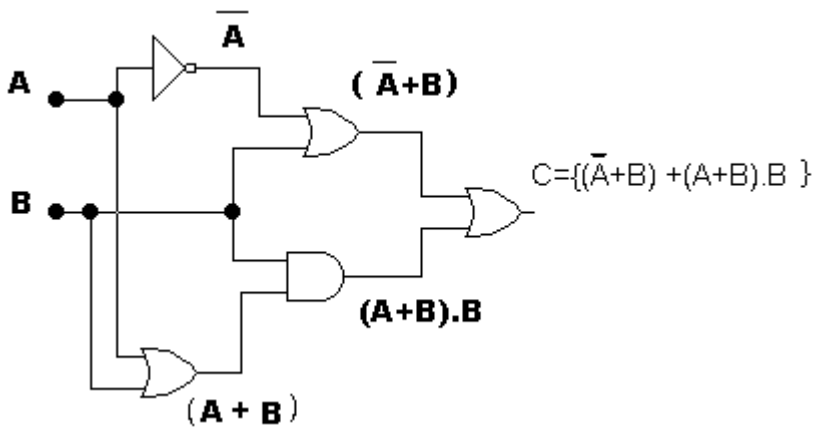 A̅
A
(A̅+B)
C={(A̅+B) +(A+B).B }
B
(A+B).B
(A + B)